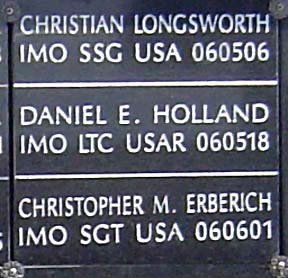 CHRISTIAN LONGSWORTH
IMO SSG USA 060506
DANIEL E. HOLLAND
IMO LTC USAR 060518
CHRISTOPHER M. ERBERICH
IMO SGT USA 060601